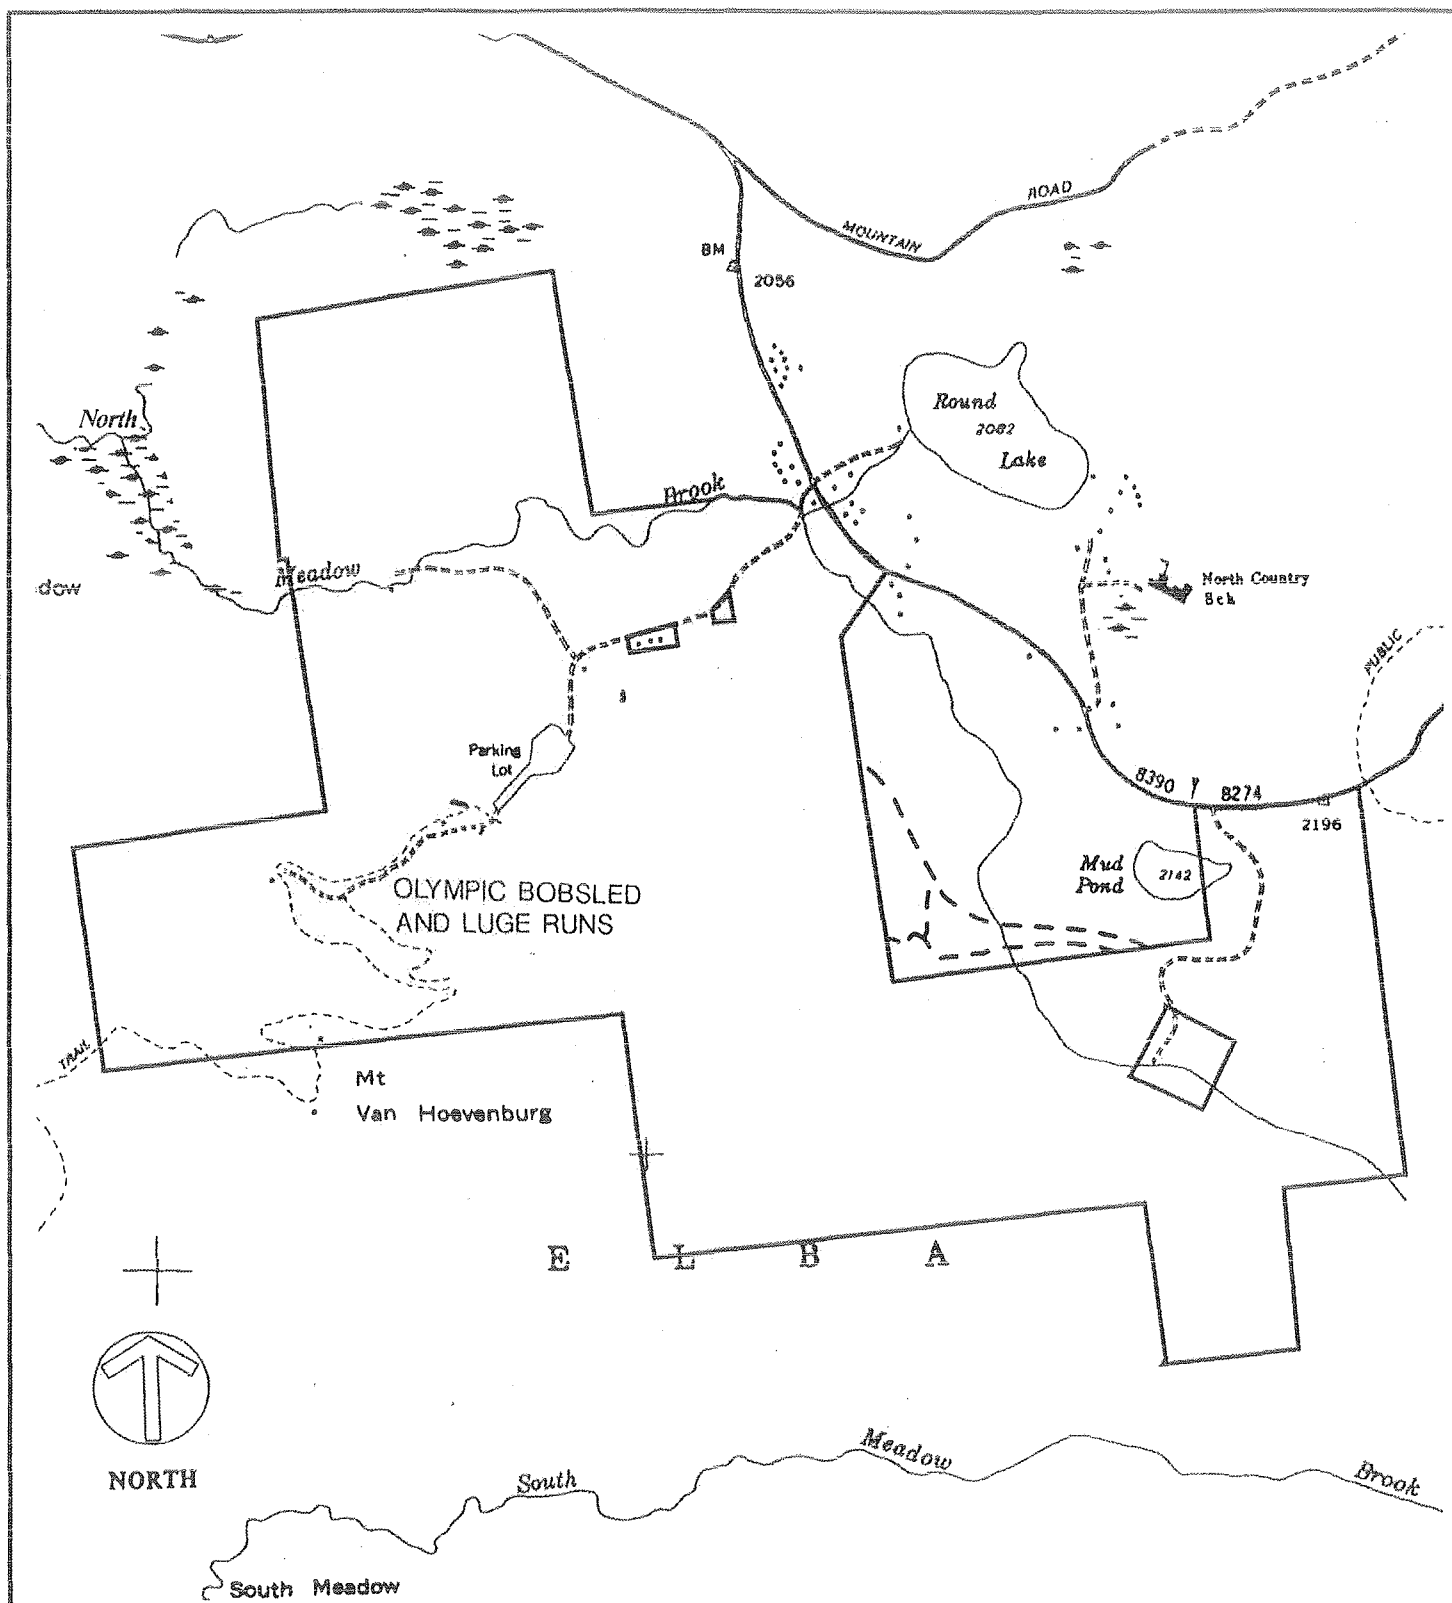 ROAD
MOUNTAIN
BM
2056
Round
2082
Lake
North
Brook
Meadow
dow
North Country
Sch
PUBLIC
Parking
Lot
8390
8274
2196
Mud
Pond
2142
OLYMPIC BOBSLED
AND LUGE RUNS
TRAIL
Mt
Van Hoevenburg
E L B A
NORTH
South Meadow Brook
South Meadow